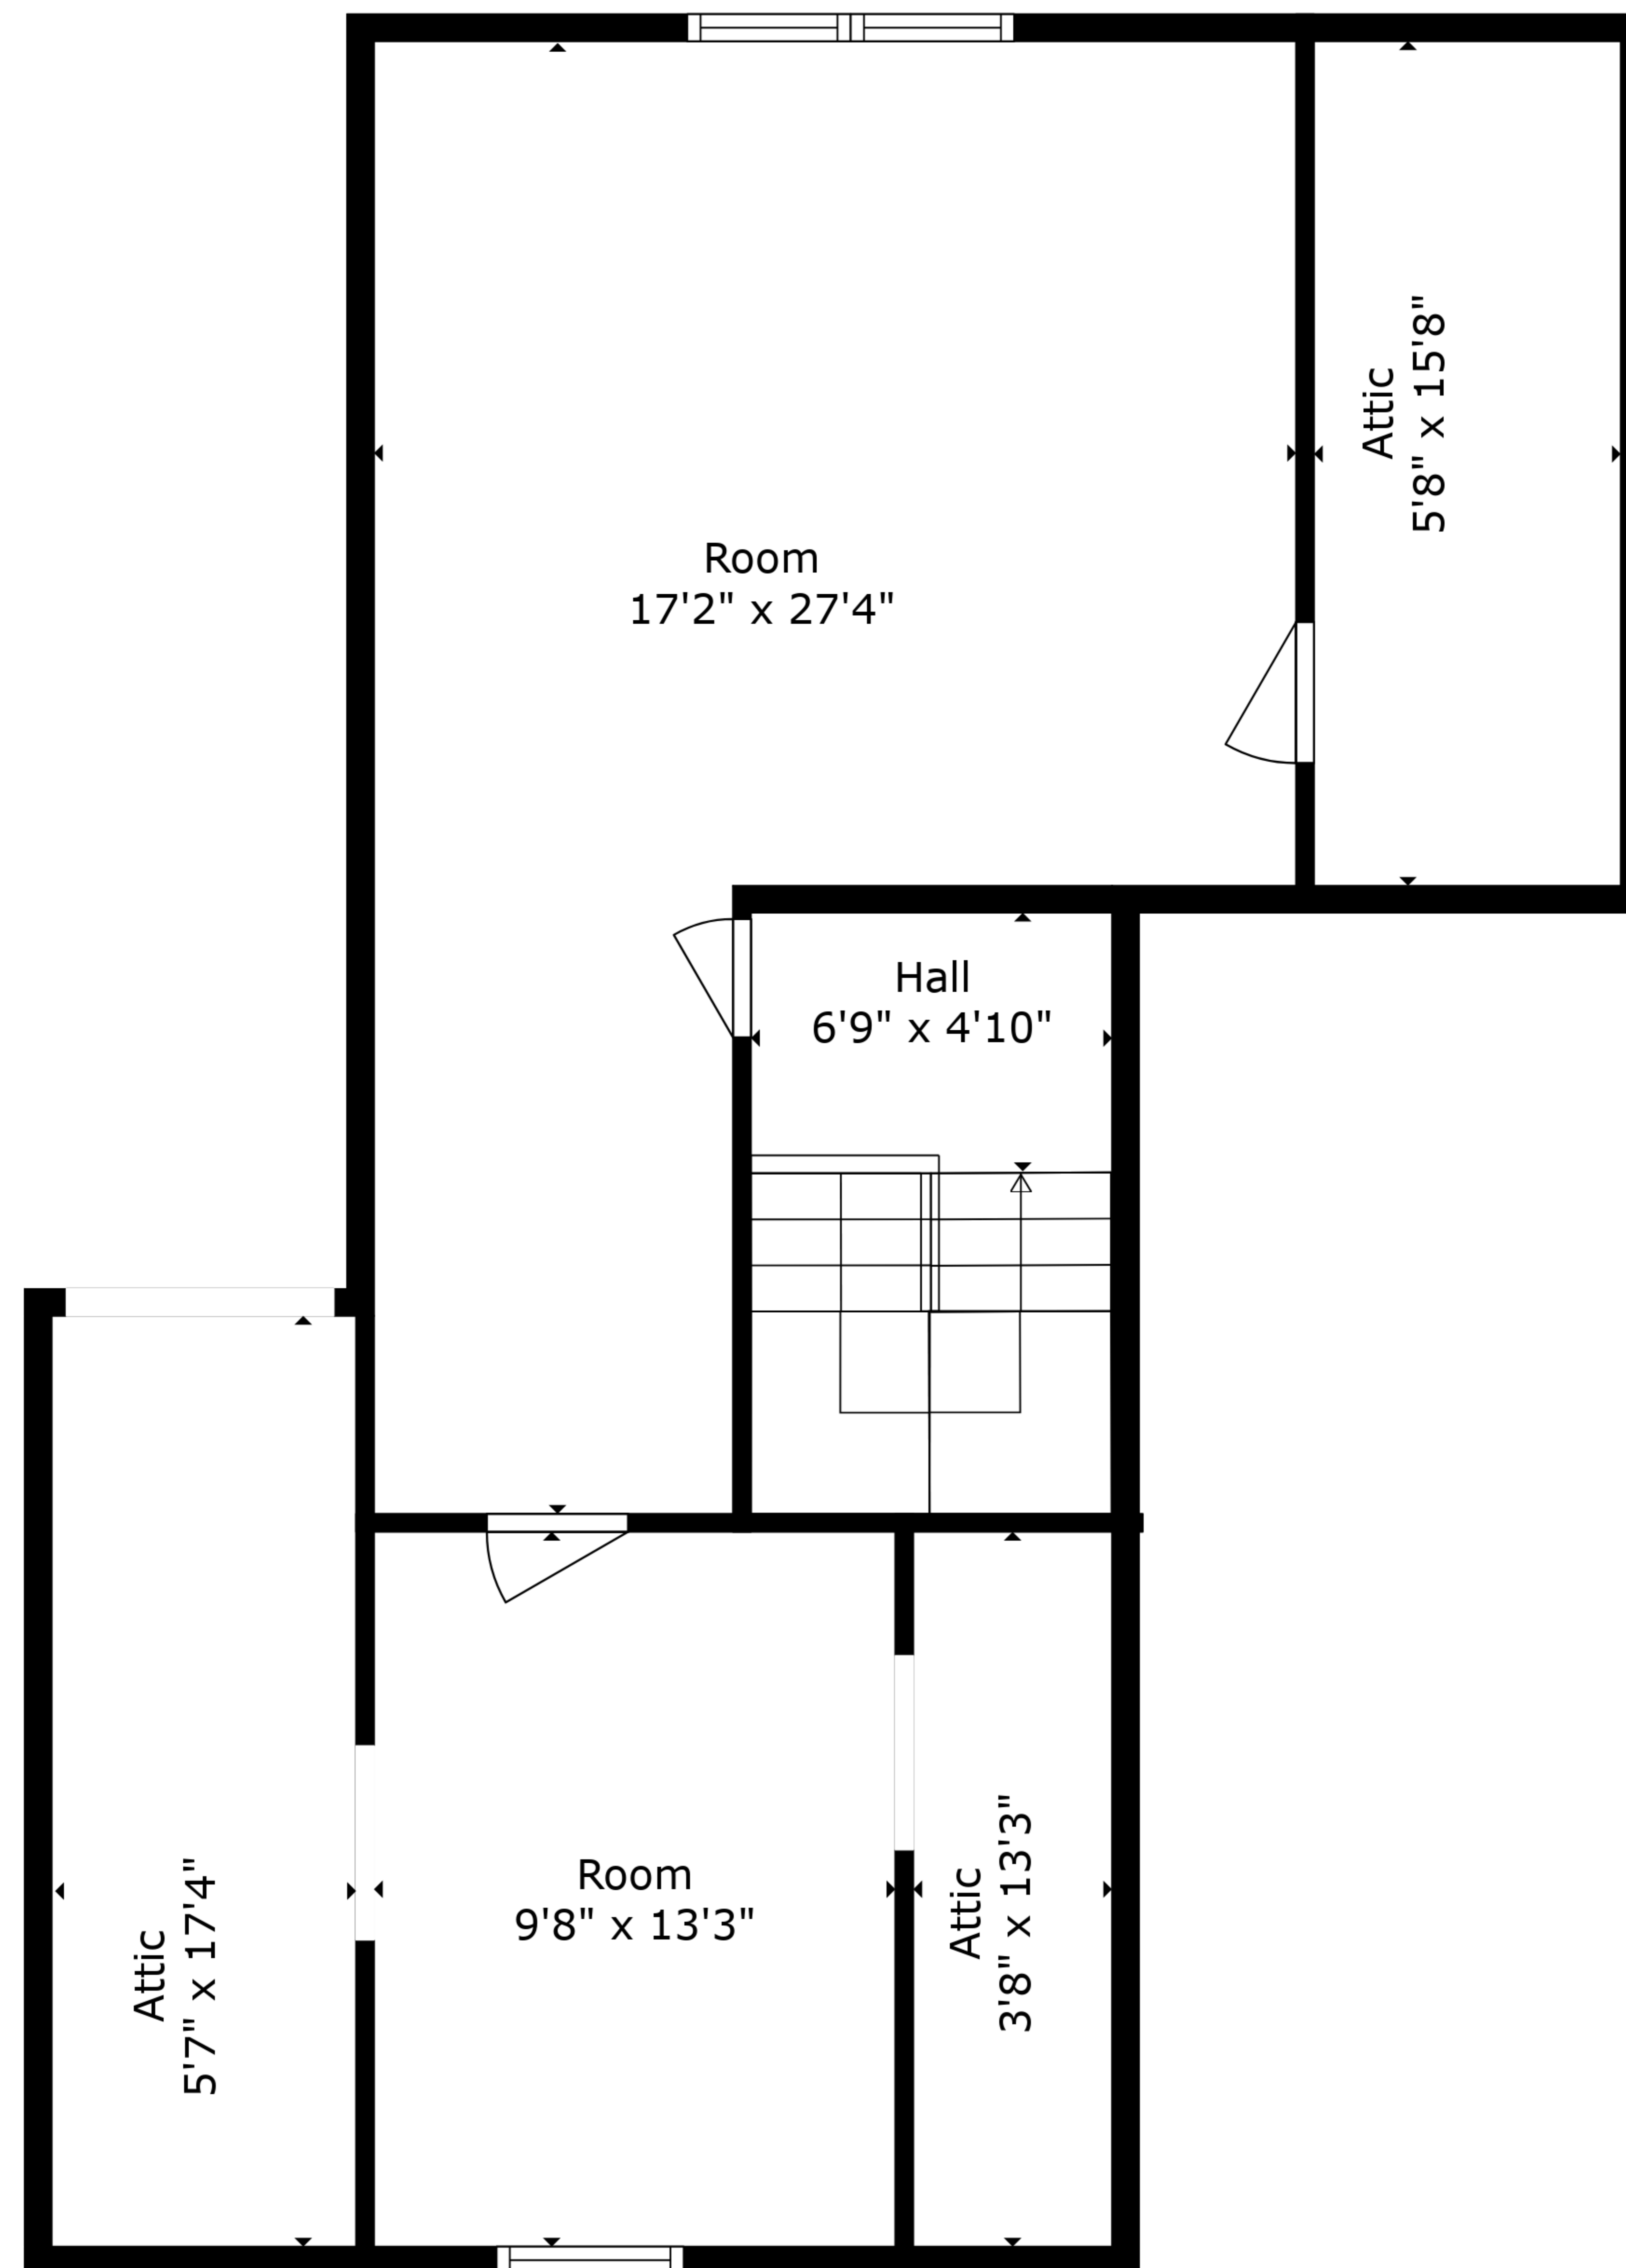 Attic
5'8" x 15'8"
Room
17'2" x 27'4"
Hall
6'9" x 4'10"
Room
9'8" x 13'3"
Attic
3'8" x 13'3"
Attic
5'7" x 17'4"